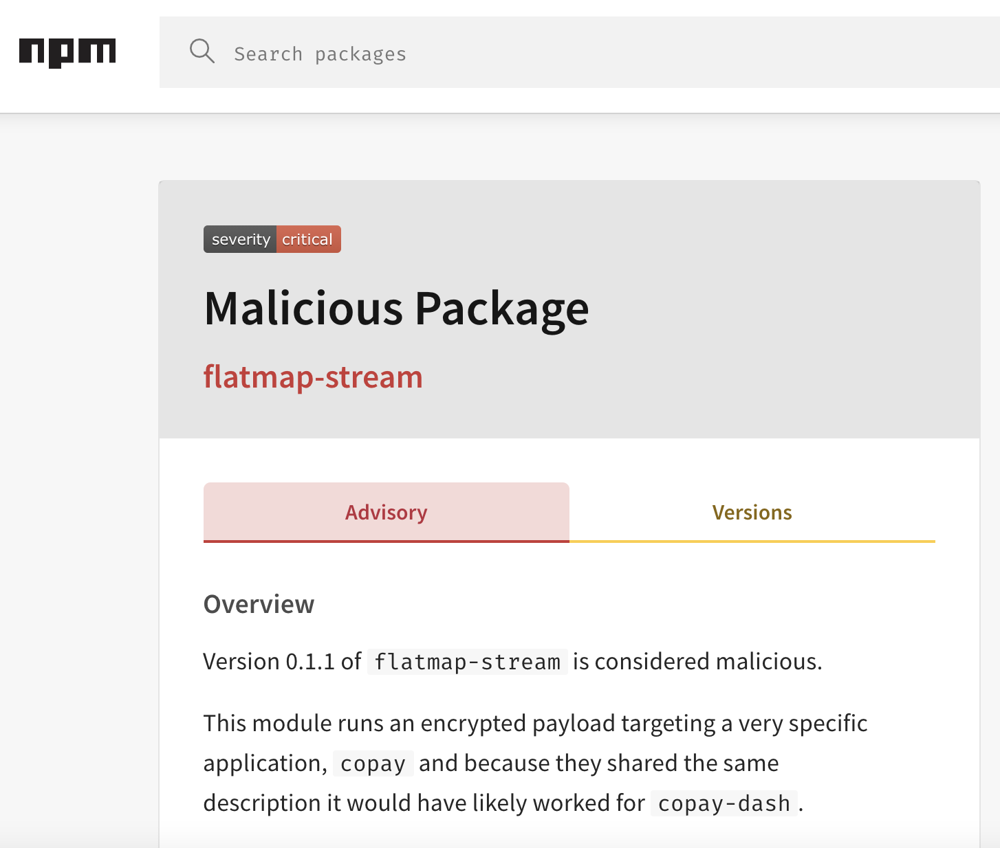 npm
Search packages
severity critical
Malicious Package
flatmap-stream
Advisory Versions
Overview
Version 0.1.1 of flatmap-stream is considered malicious.
This module runs an encrypted payload targeting a very specific
application, copay and because they shared the same
description it would have likely worked for copay-dash.